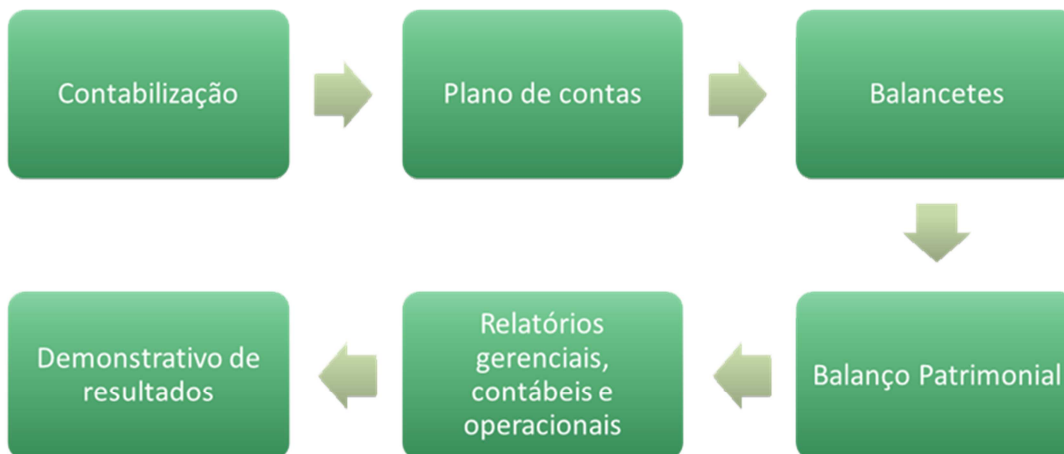 Contabilização
Plano de contas
Balancetes
Balanço Patrimonial
Relatórios
gerenciais,
contábeis e
operacionais
Demonstrativo de
resultados